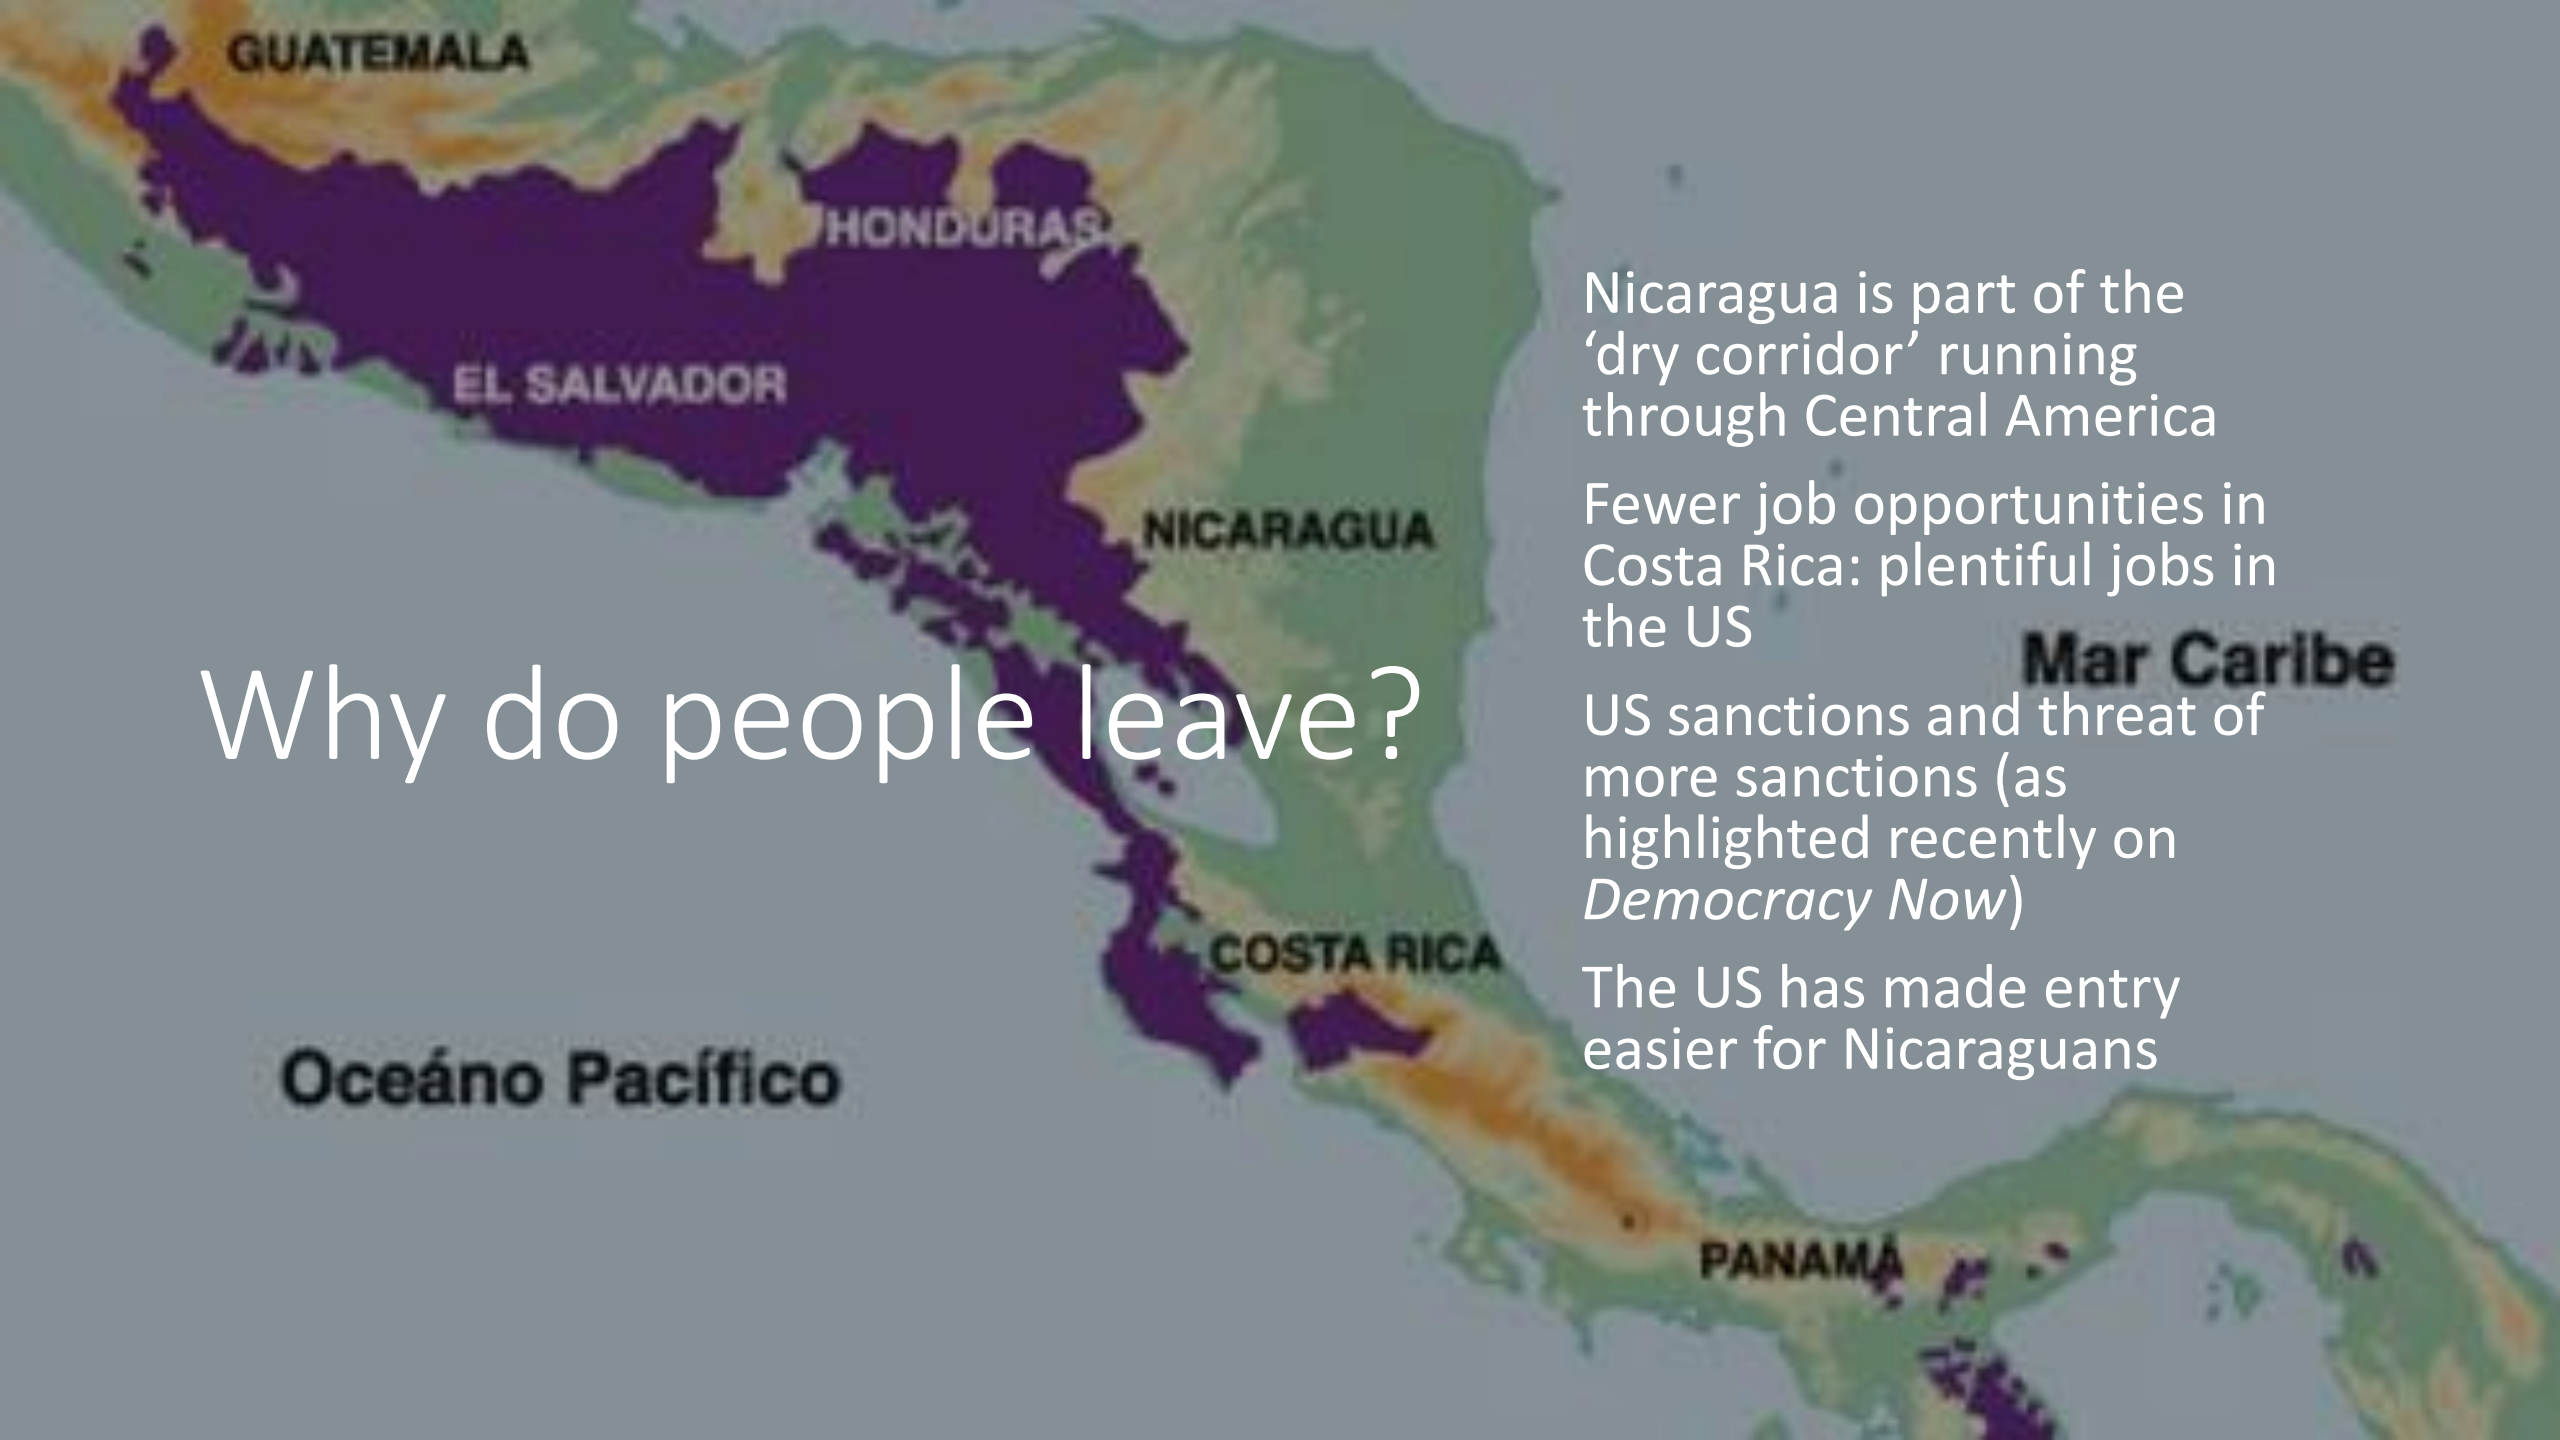 GUATEMALA
HONDURAS
EL SALVADOR
NICARAGUA
COSTA RICA
PANAMÁ
Mar Caribe
Oceáno Pacífico
Why do people leave?
Nicaragua is part of the
‘dry corridor’ running
through Central America
Fewer job opportunities in
Costa Rica: plentiful jobs in
the US
US sanctions and threat of
more sanctions (as
highlighted recently on
Democracy Now)
The US has made entry
easier for Nicaraguans